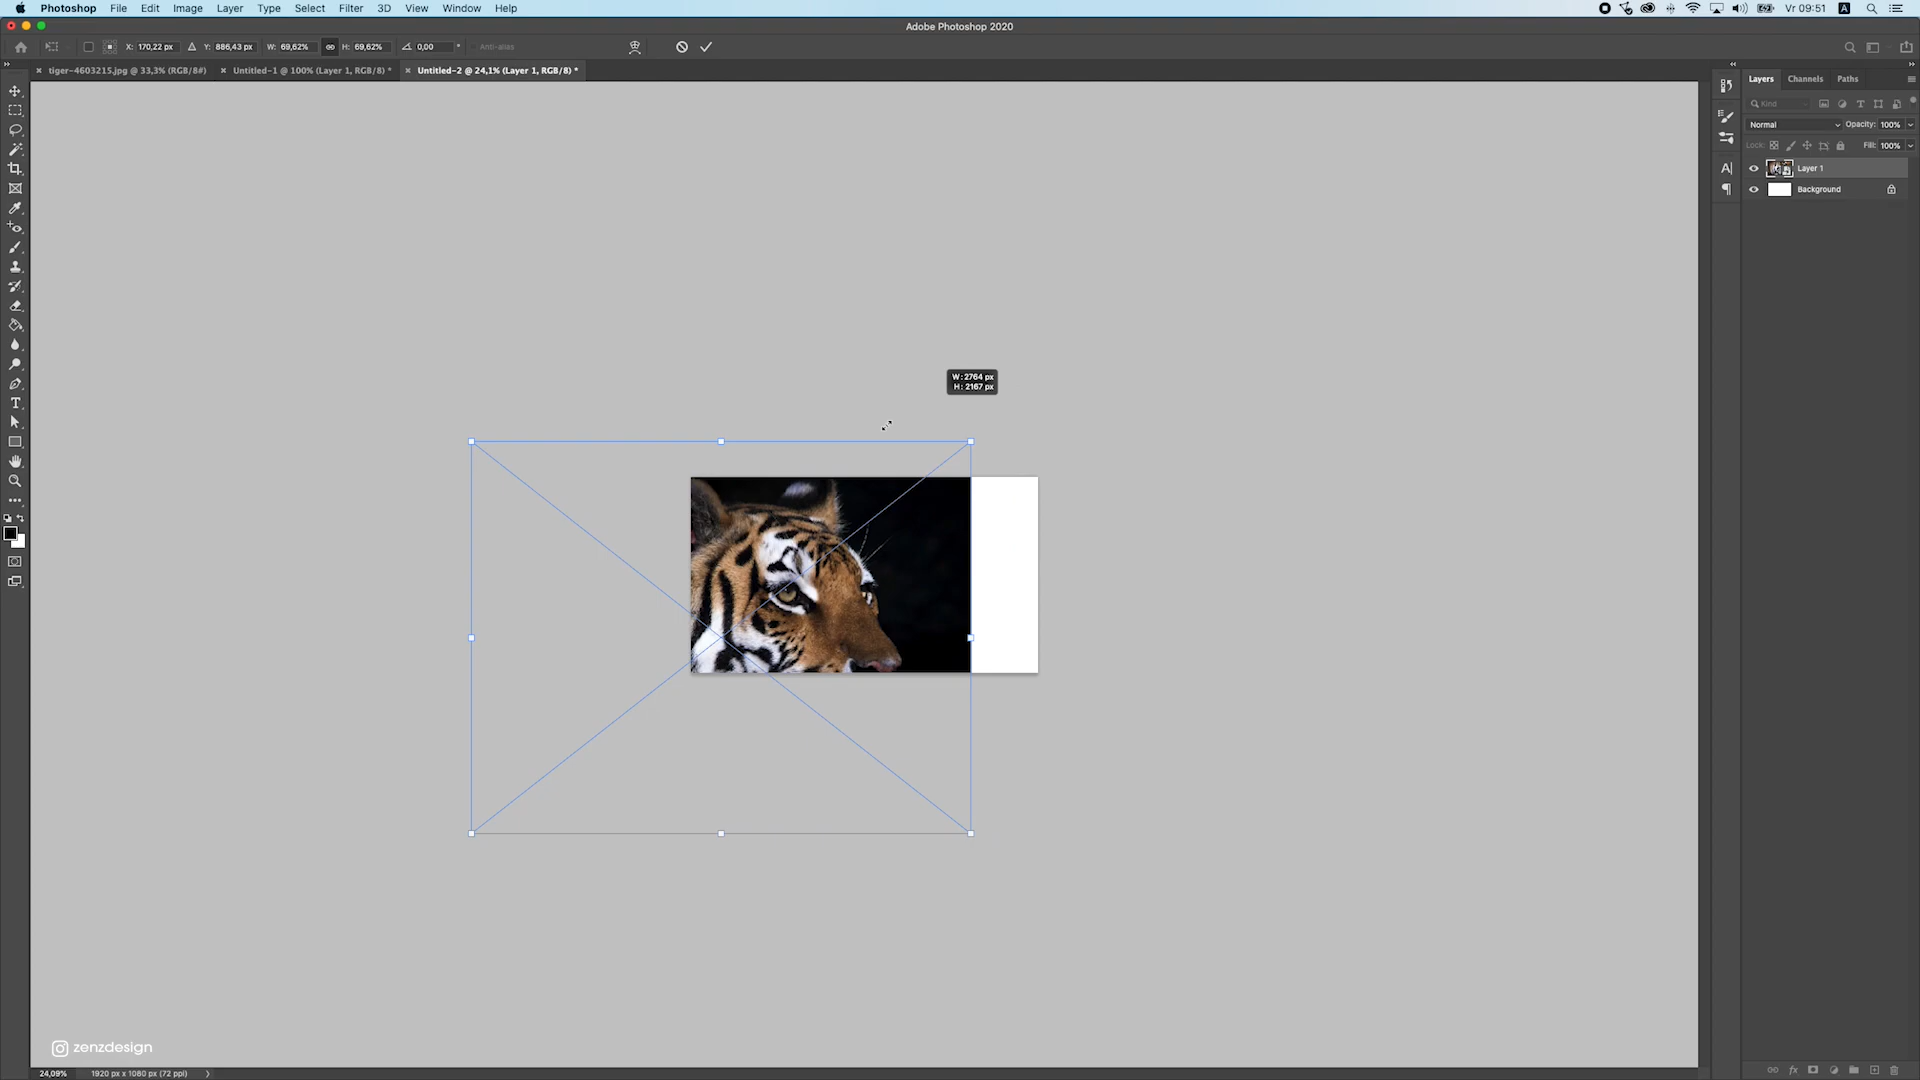 Photoshop File Edit Image Layer Type Select Filter 3D View Window Help Vr 09:51 A
Adobe Photoshop 2020
X: 170,22 px Y: 886,43 px W: 69,62% H: 69,62% 0,00 ° Anti-alias
× tiger-4603215.jpg @ 33,3% (RGB/8#) × Untitled-1 @ 100% (Layer 1, RGB/8) * × Untitled-2 @ 24,1% (Layer 1, RGB/8) *
Layers Channels Paths
Kind
Normal Opacity: 100%
Lock: Fill: 100%
Layer 1
Background
W: 2764 px
H: 2167 px
zenzdesign
24,09% 1920 px x 1080 px (72 ppi)